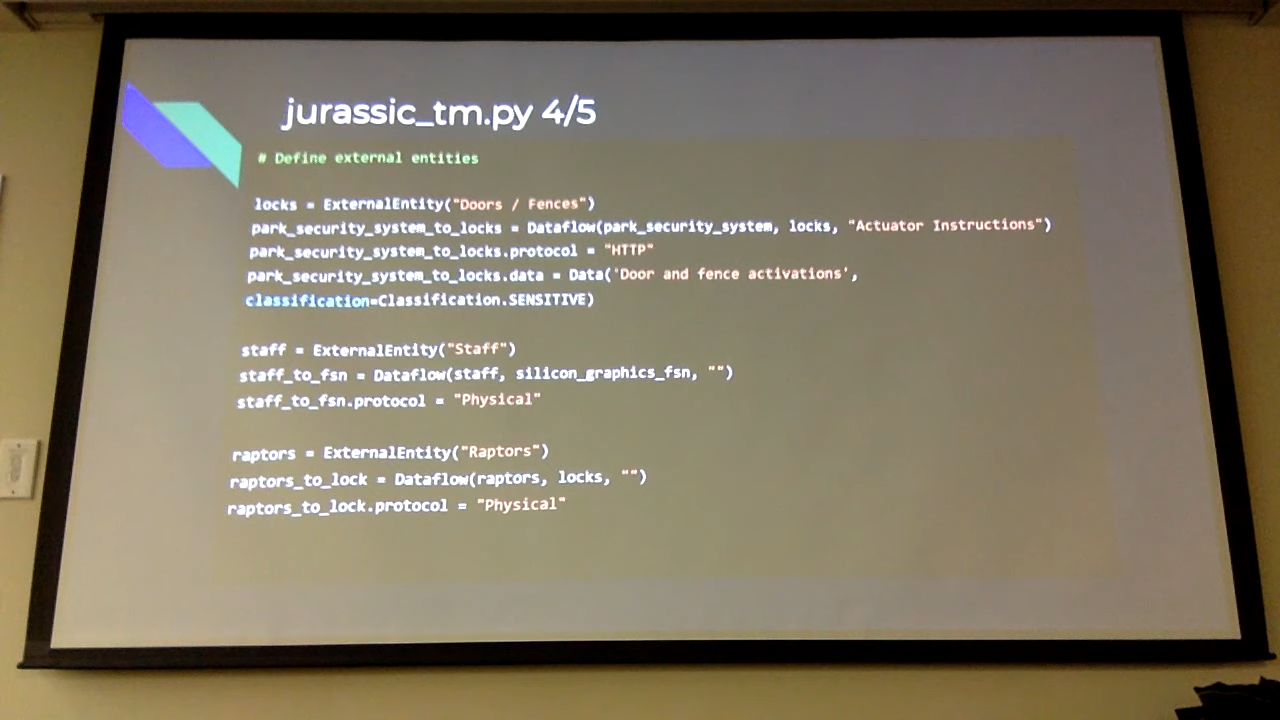 jurassic_tm.py 4/5
# Define external entities
locks = ExternalEntity("Doors / Fences")
park_security_system_to_locks = Dataflow(park_security_system, locks, "Actuator Instructions")
park_security_system_to_locks.protocol = "HTTP"
park_security_system_to_locks.data = Data('Door and fence activations',
classification=Classification.SENSITIVE)
staff = ExternalEntity("Staff")
staff_to_fsn = Dataflow(staff, silicon_graphics_fsn, "")
staff_to_fsn.protocol = "Physical"
raptors = ExternalEntity("Raptors")
raptors_to_lock = Dataflow(raptors, locks, "")
raptors_to_lock.protocol = "Physical"